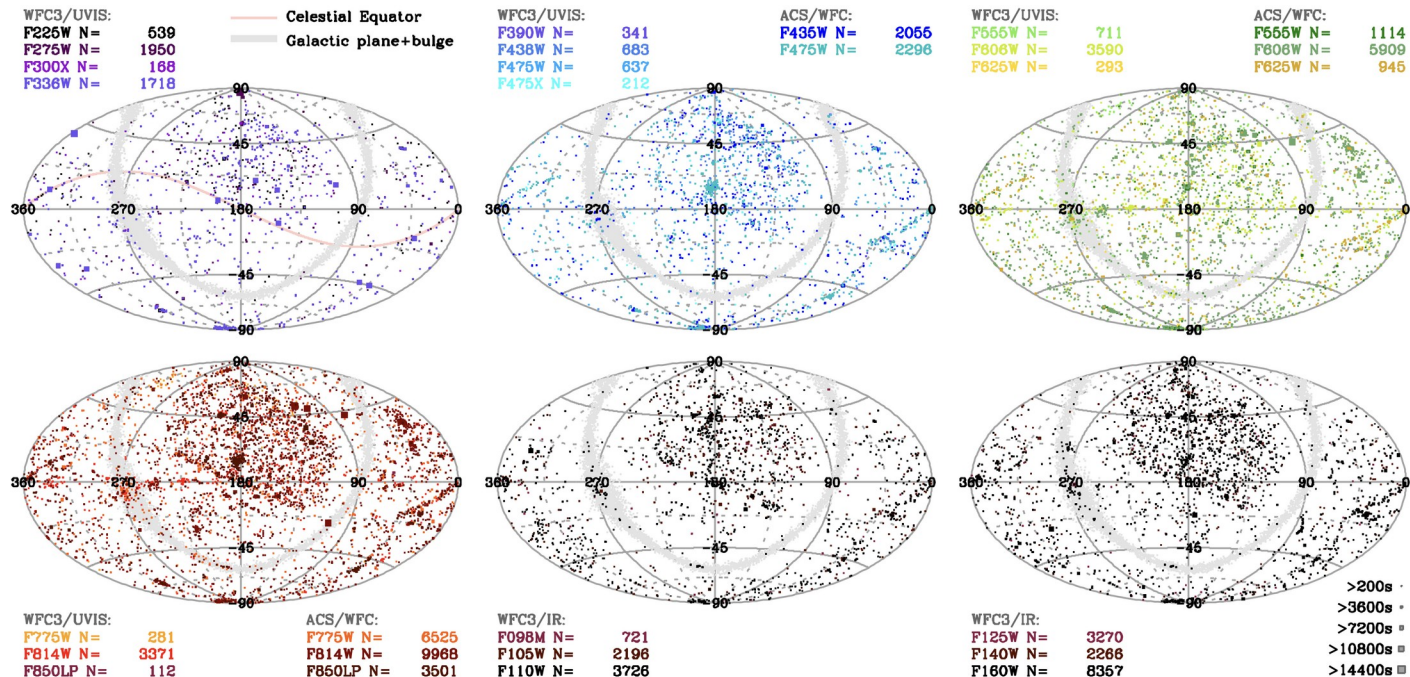 WFC3/UVIS:
F225W N= 539
F275W N= 1950
F300X N= 168
F336W N= 1718
Celestial Equator
Galactic plane+bulge
WFC3/UVIS:
F390W N= 341
F438W N= 683
F475W N= 637
F475X N= 212
ACS/WFC:
F435W N= 2055
F475W N= 2296
WFC3/UVIS:
F555W N= 711
F606W N= 3590
F625W N= 293
ACS/WFC:
F555W N= 1114
F606W N= 5909
F625W N= 945
90
45
360 270 180 90 0
-45
-90
90
45
360 270 180 90 0
-45
-90
90
45
360 270 180 90 0
-45
-90
90
45
360 270 180 90 0
-45
-90
90
45
360 270 180 90 0
-45
-90
90
45
360 270 180 90 0
-45
-90
WFC3/UVIS:
F775W N= 281
F814W N= 3371
F850LP N= 112
ACS/WFC:
F775W N= 6525
F814W N= 9968
F850LP N= 3501
WFC3/IR:
F098M N= 721
F105W N= 2196
F110W N= 3726
WFC3/IR:
F125W N= 3270
F140W N= 2266
F160W N= 8357
>200s
>3600s
>7200s
>10800s
>14400s